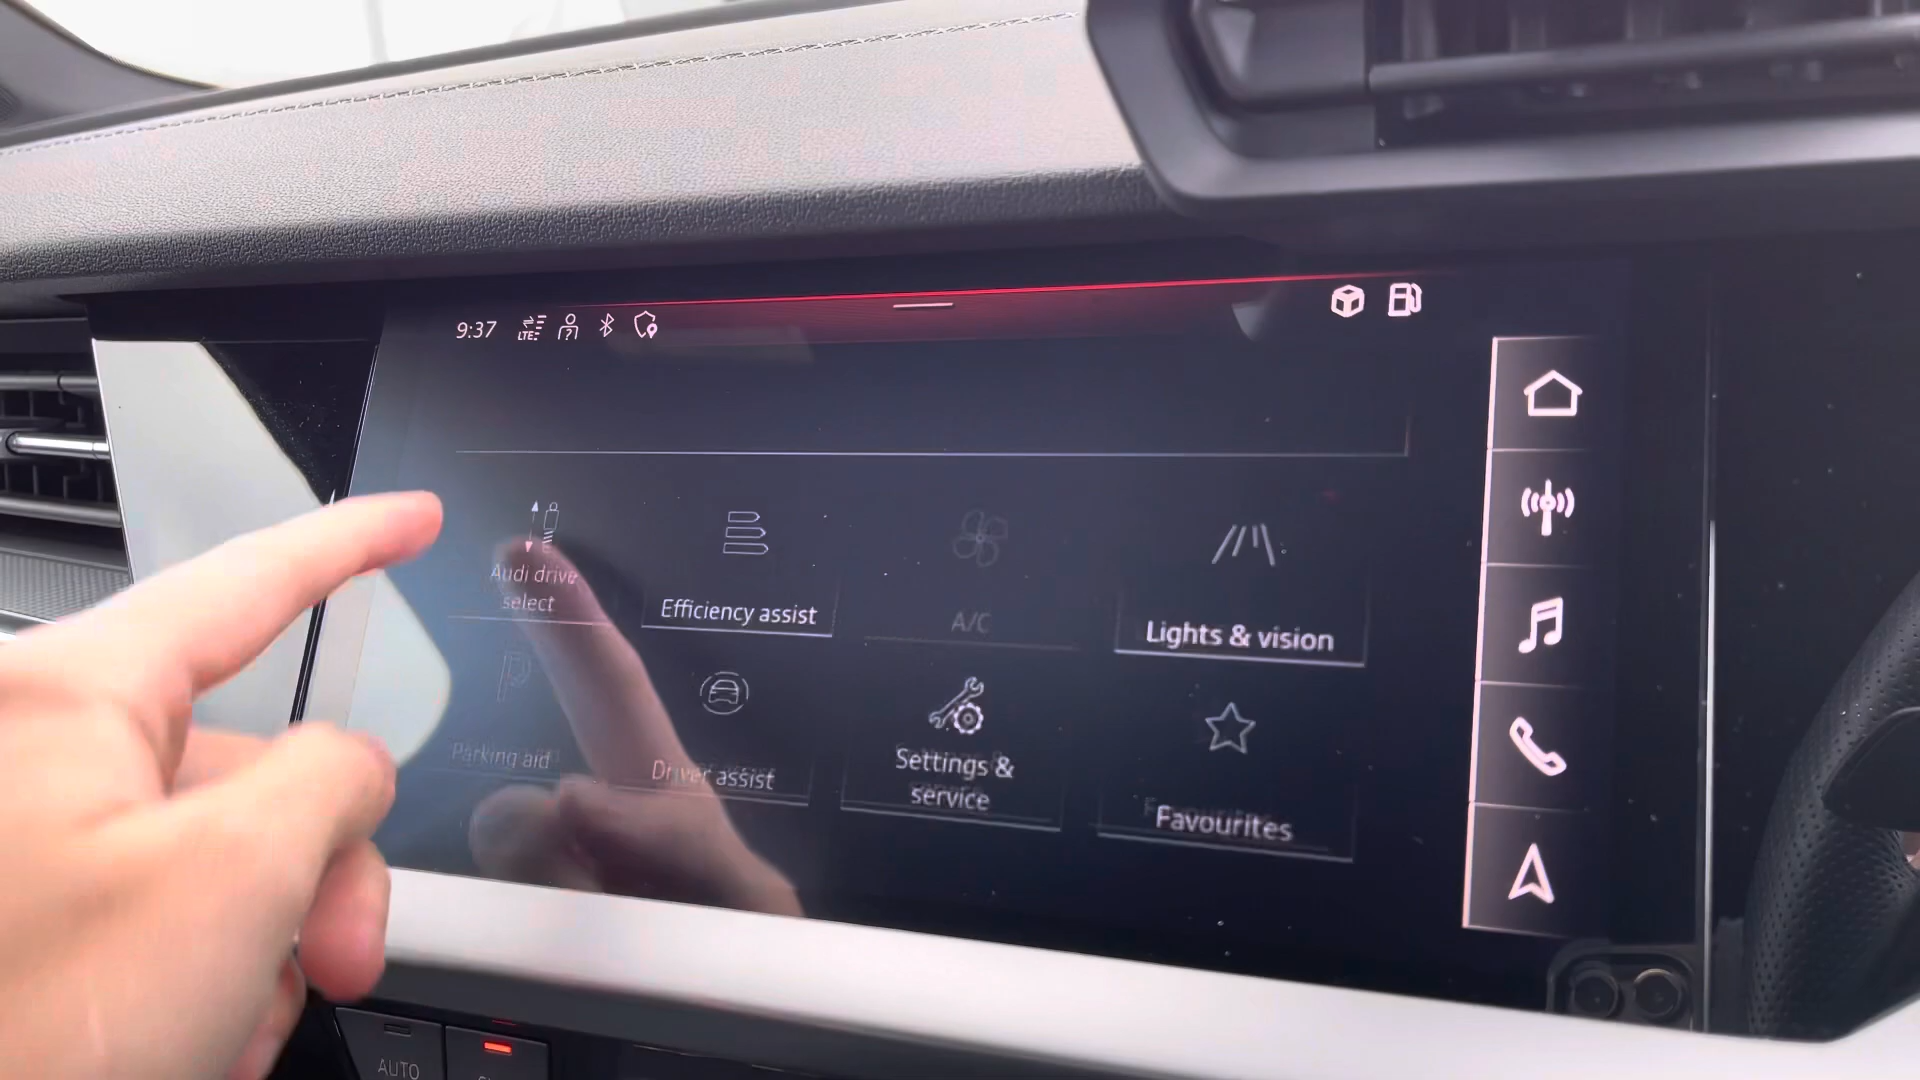 9:37
LTE
Audi drive
select
Efficiency assist
A/C
Lights & vision
Parking aid
Driver assist
Settings &
service
Favourites
AUTO